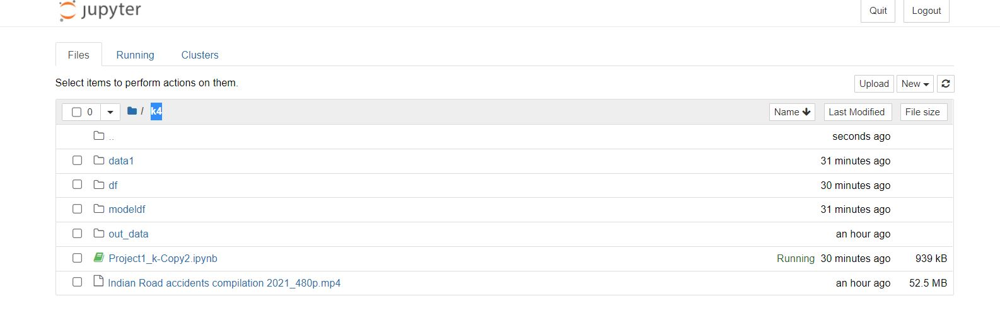 jupyter
Quit Logout
Files Running Clusters
Select items to perform actions on them.
Upload New
0 / k4 Name Last Modified File size
.. seconds ago
data1 31 minutes ago
df 30 minutes ago
modeldf 31 minutes ago
out_data an hour ago
Project1_k-Copy2.ipynb Running 30 minutes ago 939 kB
Indian Road accidents compilation 2021_480p.mp4 an hour ago 52.5 MB